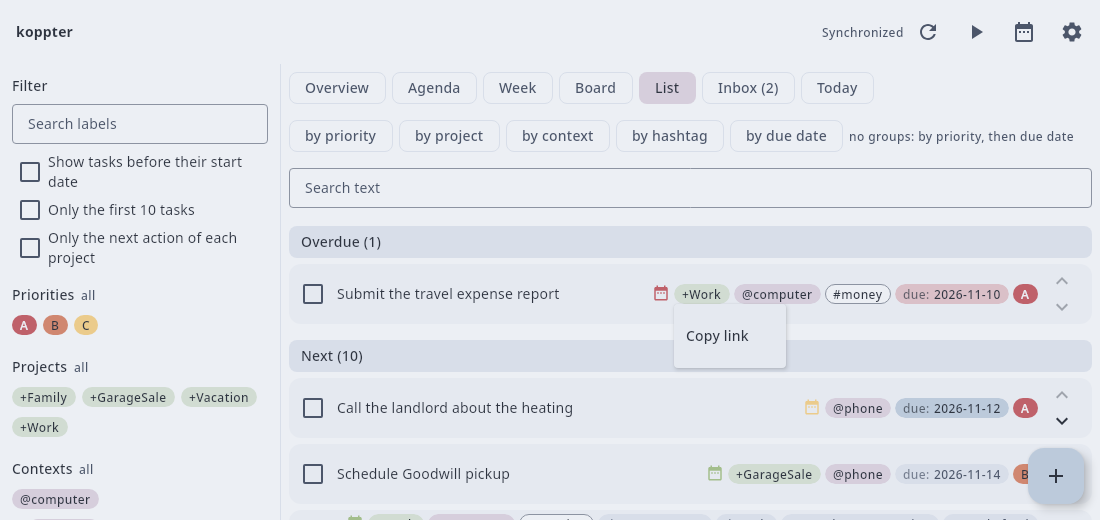 koppter
Synchronized
Filter
Search labels
Show tasks before their start
date
Only the first 10 tasks
Only the next action of each
project
Priorities all
A B C
Projects all
+Family +GarageSale +Vacation
+Work
Contexts all
@computer
Overview Agenda Week Board List Inbox (2) Today
by priority by project by context by hashtag by due date no groups: by priority, then due date
Search text
Overdue (1)
Submit the travel expense report +Work @computer #money due: 2026-11-10 A
Copy link
Next (10)
Call the landlord about the heating @phone due: 2026-11-12 A
Schedule Goodwill pickup +GarageSale @phone due: 2026-11-14 B